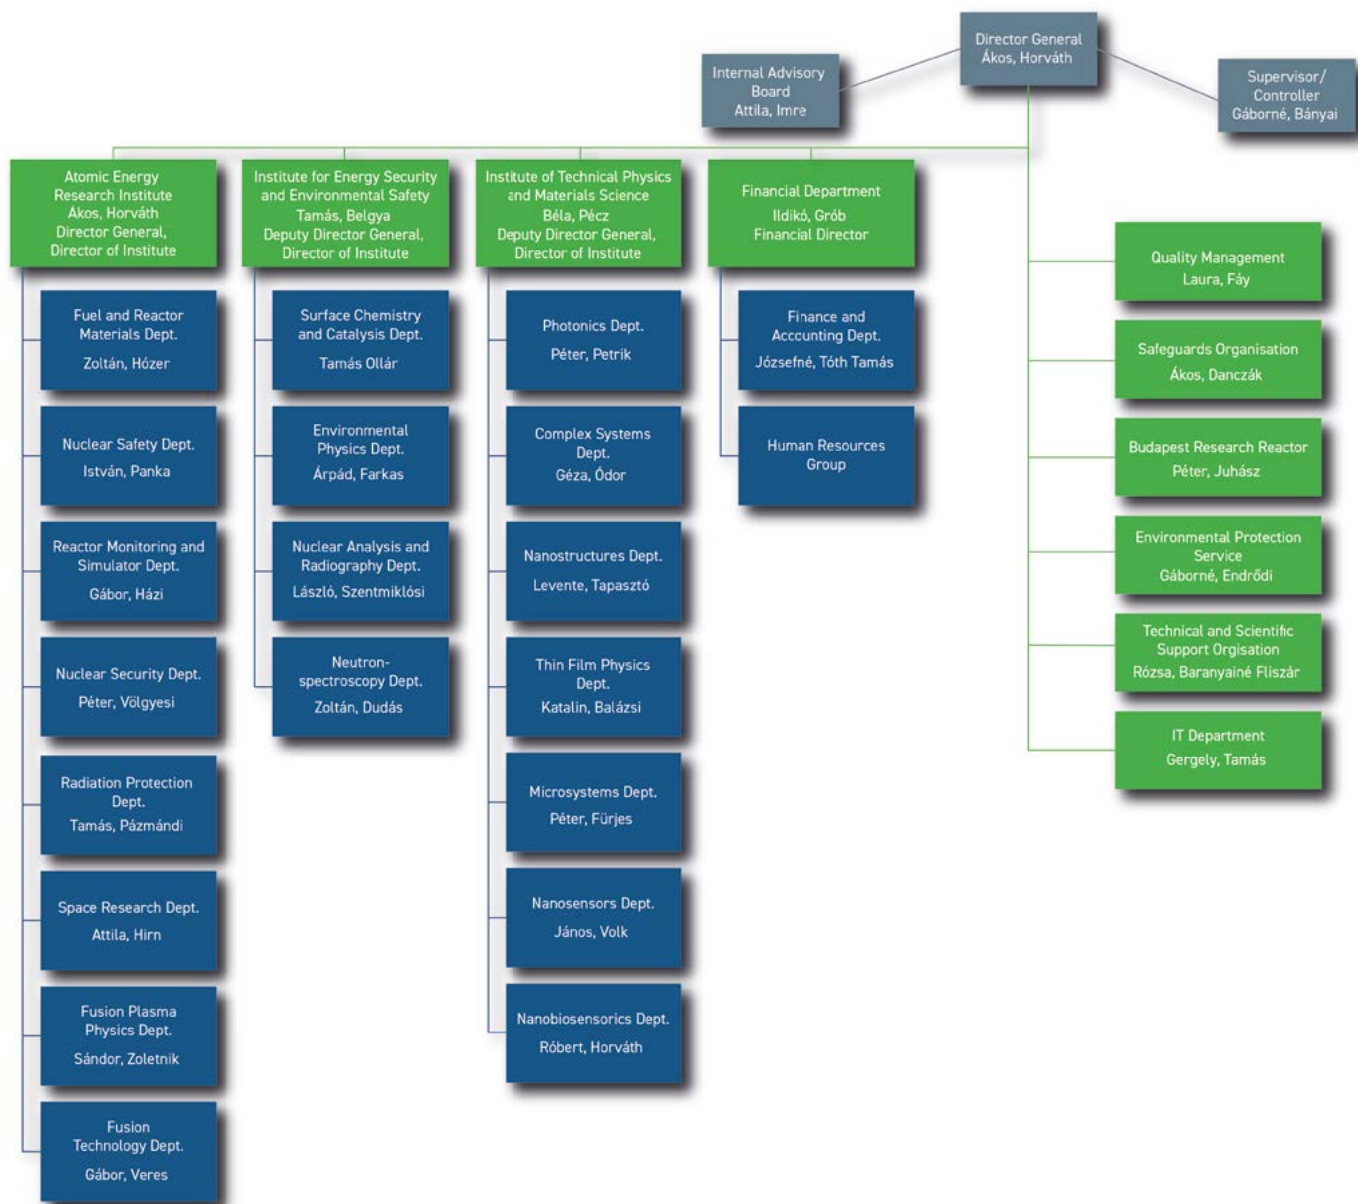 Director General
Ákos, Horváth
Internal Advisory
Board
Attila, Imre
Supervisor/
Controller
Gáborné, Bányai
Atomic Energy
Research Institute
Ákos, Horváth
Director General,
Director of Institute
Institute for Energy Security
and Environmental Safety
Tamás, Belgya
Deputy Director General,
Director of Institute
Institute of Technical Physics
and Materials Science
Béla, Pécz
Deputy Director General,
Director of Institute
Financial Department
Ildikó, Grób
Financial Director
Fuel and Reactor
Materials Dept.
Zoltán, Hózer
Nuclear Safety Dept.
István, Panka
Reactor Monitoring and
Simulator Dept.
Gábor, Házi
Nuclear Security Dept.
Péter, Völgyesi
Radiation Protection
Dept.
Tamás, Pázmándi
Space Research Dept.
Attila, Hirn
Fusion Plasma
Physics Dept.
Sándor, Zoletnik
Fusion
Technology Dept.
Gábor, Veres
Surface Chemistry
and Catalysis Dept.
Tamás Ollár
Environmental
Physics Dept.
Árpád, Farkas
Nuclear Analysis and
Radiography Dept.
László, Szentmiklósi
Neutron-
spectroscopy Dept.
Zoltán, Dudás
Photonics Dept.
Péter, Petrik
Complex Systems
Dept.
Géza, Ódor
Nanostructures Dept.
Levente, Tapasztó
Thin Film Physics
Dept.
Katalin, Balázsi
Microsystems Dept.
Péter, Fürjes
Nanosensors Dept.
János, Volk
Nanobiosensorics Dept.
Róbert, Horváth
Finance and
Accounting Dept.
Józsefné, Tóth Tamás
Human Resources
Group
Quality Management
Laura, Fáy
Safeguards Organisation
Ákos, Danczák
Budapest Research Reactor
Péter, Juhász
Environmental Protection
Service
Gáborné, Endrődi
Technical and Scientific
Support Orgisation
Rózsa, Baranyainé Fliszár
IT Department
Gergely, Tamás